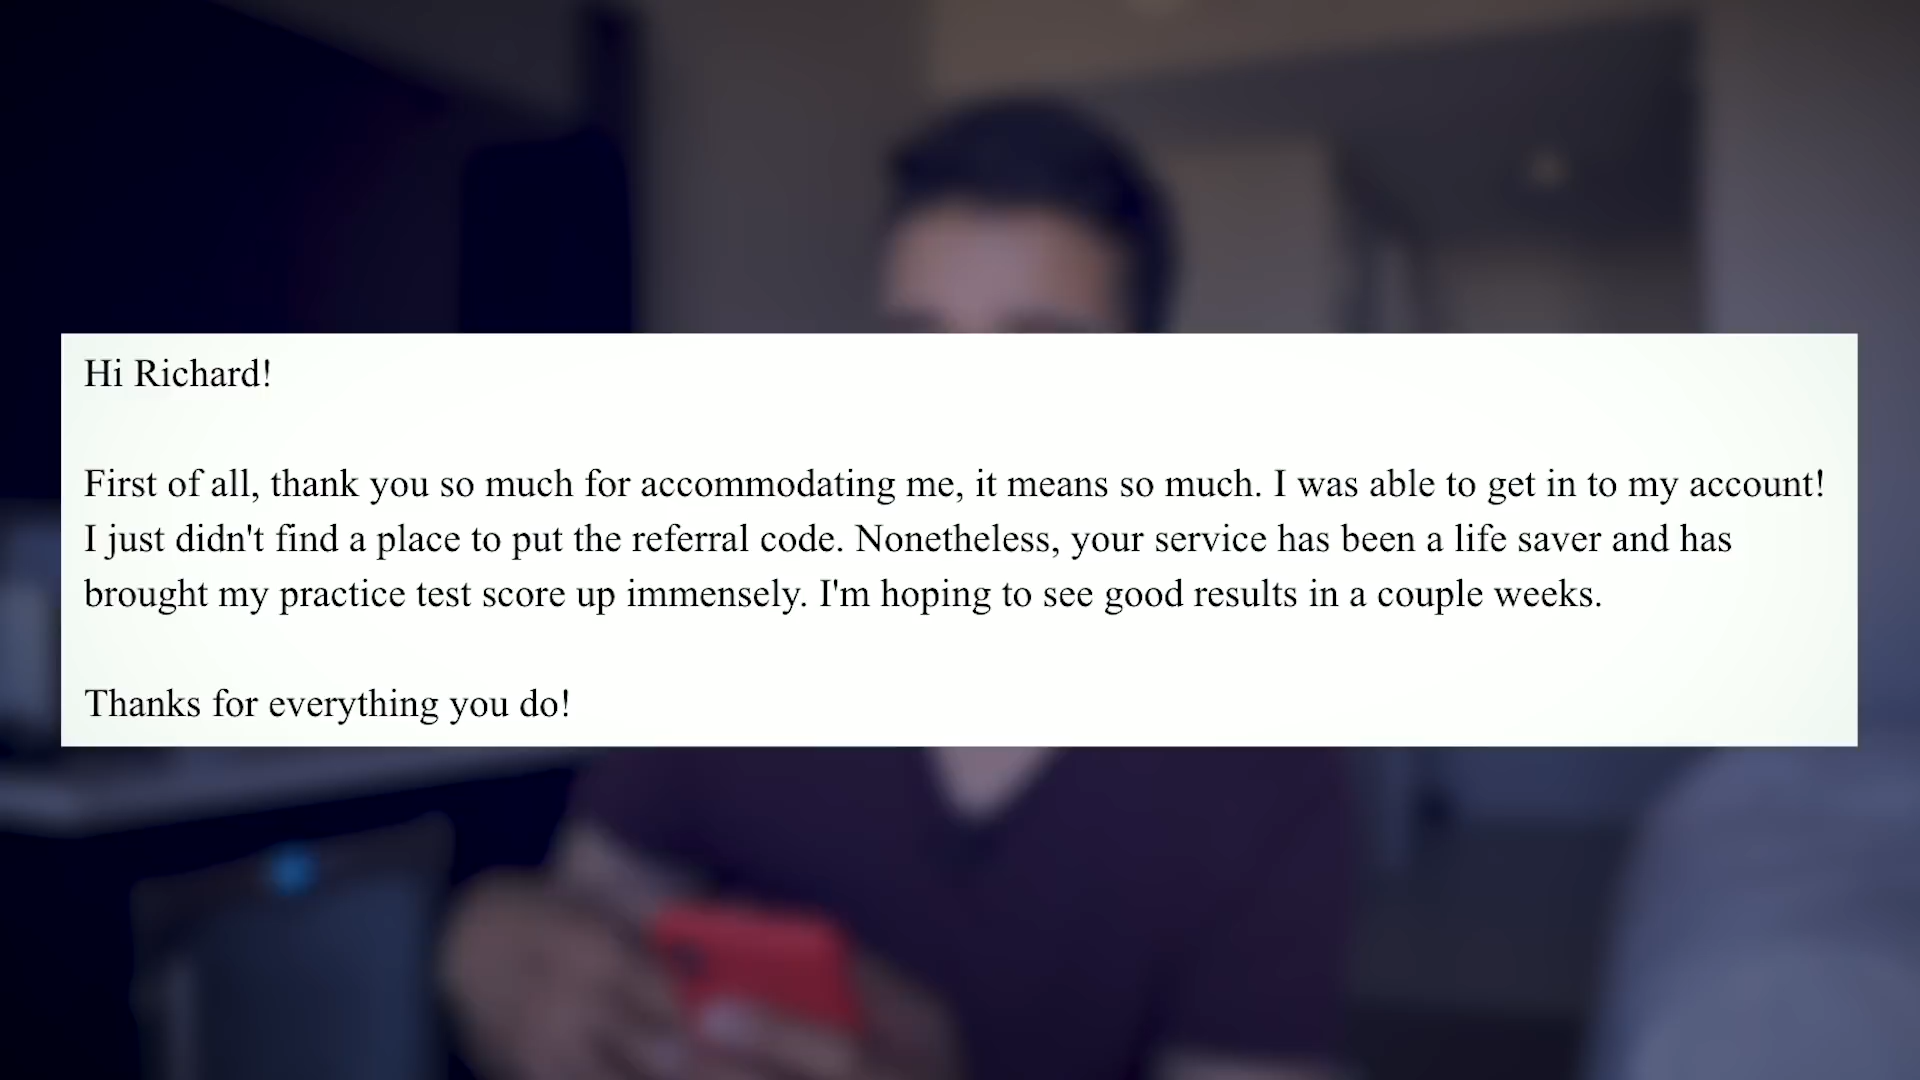 Hi Richard!
First of all, thank you so much for accommodating me, it means so much. I was able to get in to my account!
I just didn't find a place to put the referral code. Nonetheless, your service has been a life saver and has
brought my practice test score up immensely. I'm hoping to see good results in a couple weeks.
Thanks for everything you do!